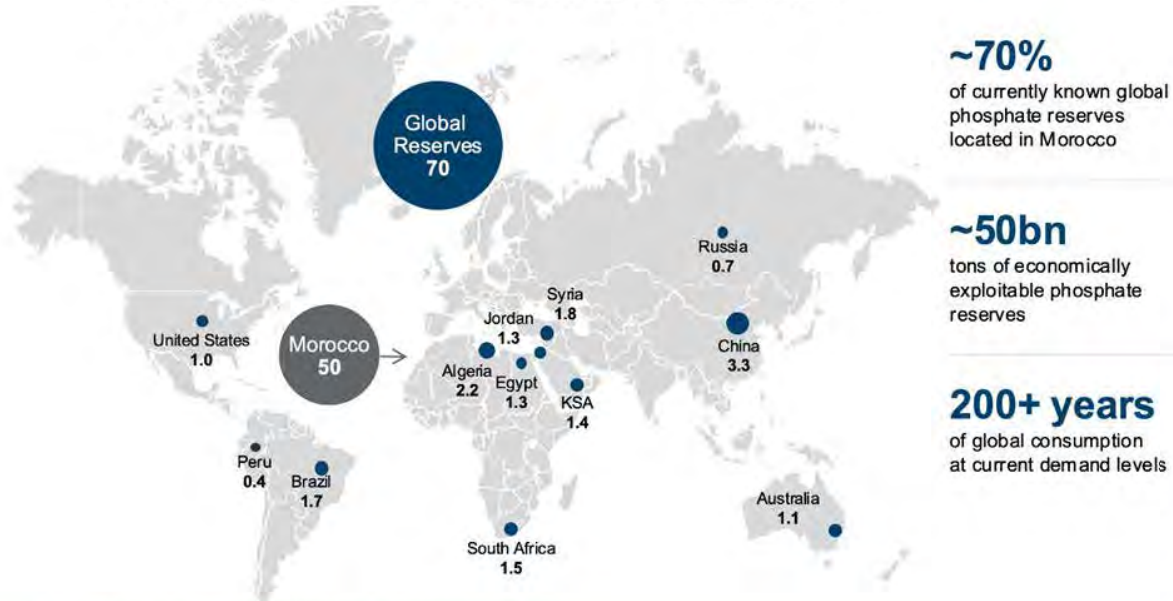 Global
Reserves
70
Russia
0.7
Syria
1.8
Jordan
1.3
United States
1.0
Morocco
50
Algeria
2.2
Egypt
1.3
KSA
1.4
China
3.3
Peru
0.4
Brazil
1.7
South Africa
1.5
Australia
1.1
~70%
of currently known global
phosphate reserves
located in Morocco
~50bn
tons of economically
exploitable phosphate
reserves
200+ years
of global consumption
at current demand levels